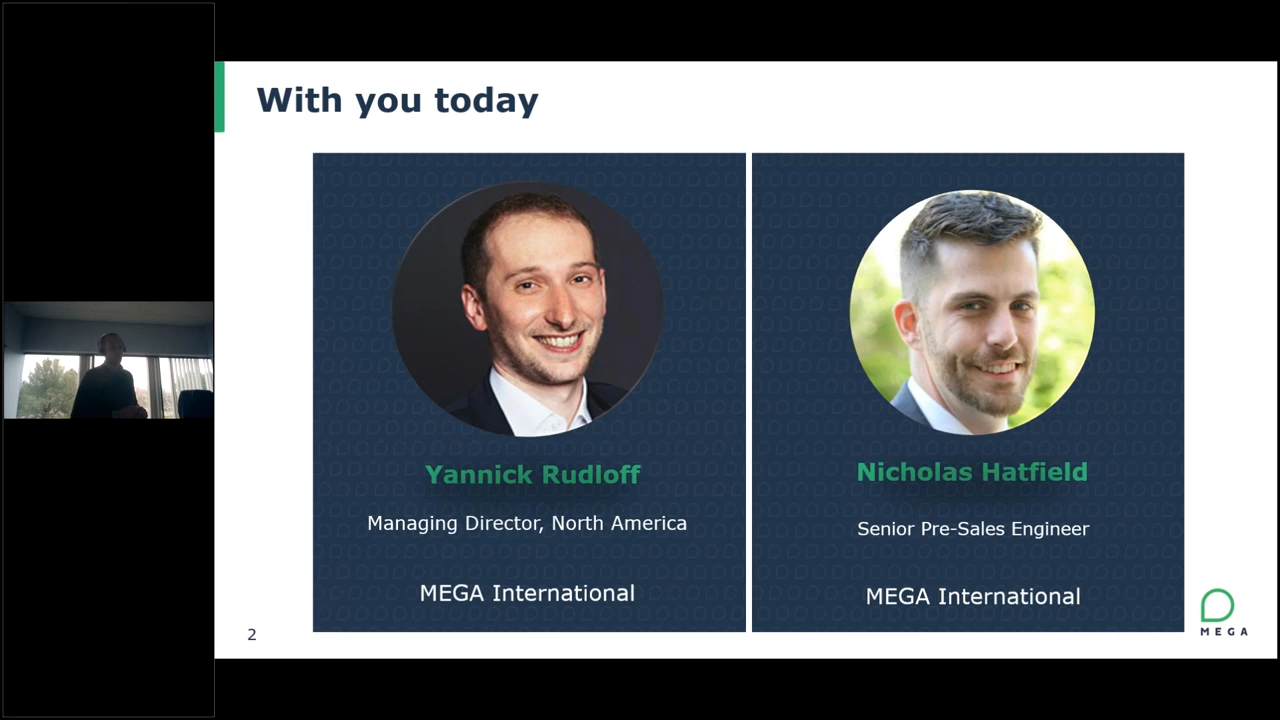 With you today
Yannick Rudloff
Managing Director, North America
MEGA International
Nicholas Hatfield
Senior Pre-Sales Engineer
MEGA International
2
MEGA